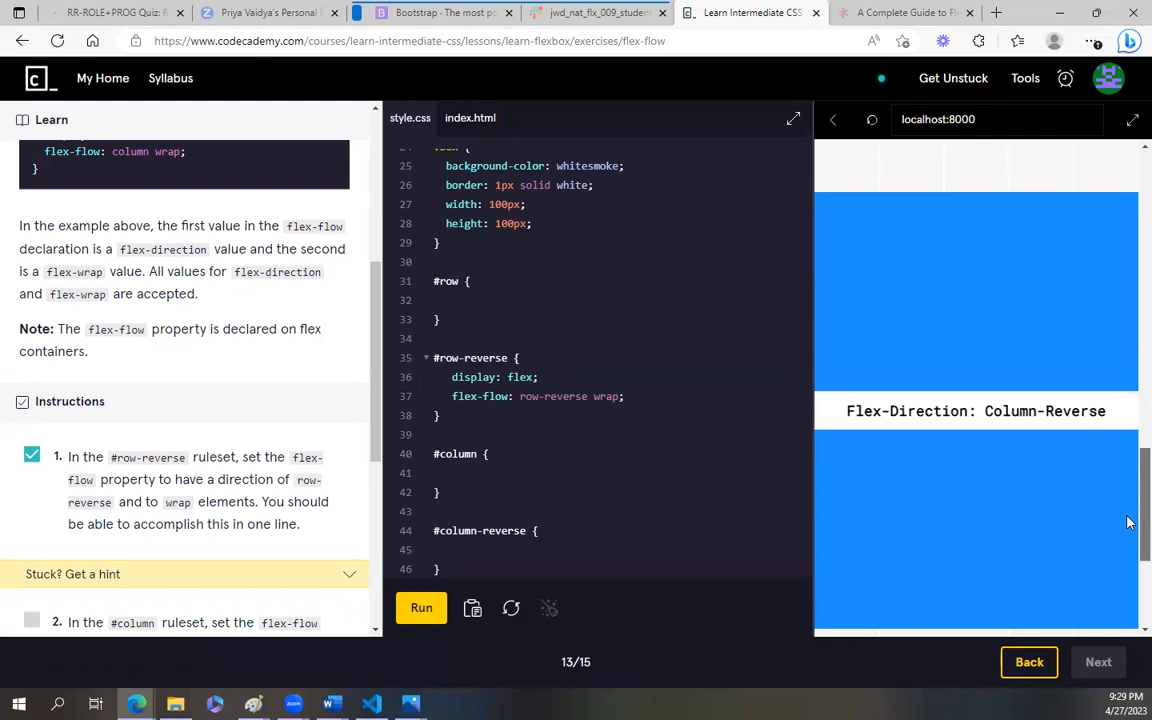 RR-ROLE+PROG Quiz: R
Priya Vaidya's Personal
Bootstrap - The most po
jwd_nat_flx_009_student
Learn Intermediate CSS
A Complete Guide to Fl
https://www.codecademy.com/courses/learn-intermediate-css/lessons/learn-flexbox/exercises/flex-flow
c_
My Home
Syllabus
Get Unstuck
Tools
Learn
flex-flow: column wrap;
}
In the example above, the first value in the flex-flow
declaration is a flex-direction value and the second
is a flex-wrap value. All values for flex-direction
and flex-wrap are accepted.
Note: The flex-flow property is declared on flex
containers.
Instructions
1. In the #row-reverse ruleset, set the flex-
flow property to have a direction of row-
reverse and to wrap elements. You should
be able to accomplish this in one line.
Stuck? Get a hint
2. In the #column ruleset, set the flex-flow
style.css
index.html
25 background-color: whitesmoke;
26 border: 1px solid white;
27 width: 100px;
28 height: 100px;
29 }
30
31 #row {
32
33 }
34
35 #row-reverse {
36 display: flex;
37 flex-flow: row-reverse wrap;
38 }
39
40 #column {
41
42 }
43
44 #column-reverse {
45
46 }
Run
localhost:8000
Flex-Direction: Column-Reverse
13/15
Back
Next
9:29 PM
4/27/2023